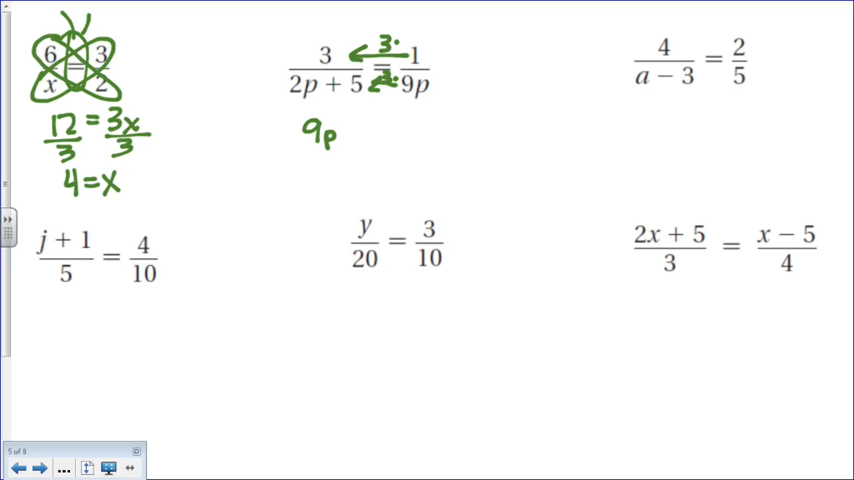 6/x = 3/2
12/3 = 3x/3
4 = x
3/(2p + 5) = 1/9p
3·
3·
9p
4/(a − 3) = 2/5
(j + 1)/5 = 4/10
y/20 = 3/10
(2x + 5)/3 = (x − 5)/4
5 of 8
...